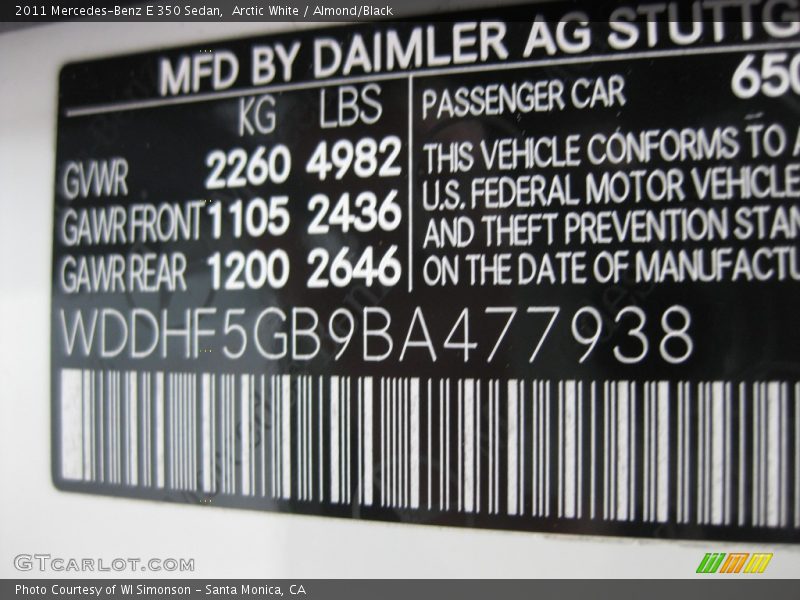 2011 Mercedes-Benz E 350 Sedan,  Arctic White / Almond/Black
MFD BY DAIMLER AG STUTTG
KG LBS
GVWR 2260 4982
GAWR FRONT 1105 2436
GAWR REAR 1200 2646
PASSENGER CAR 650
THIS VEHICLE CONFORMS TO A
U.S. FEDERAL MOTOR VEHICLE
AND THEFT PREVENTION STAN
ON THE DATE OF MANUFACTU
WDDHF5GB9BA477938
GTCARLOT.COM
Photo Courtesy of WI Simonson - Santa Monica, CA